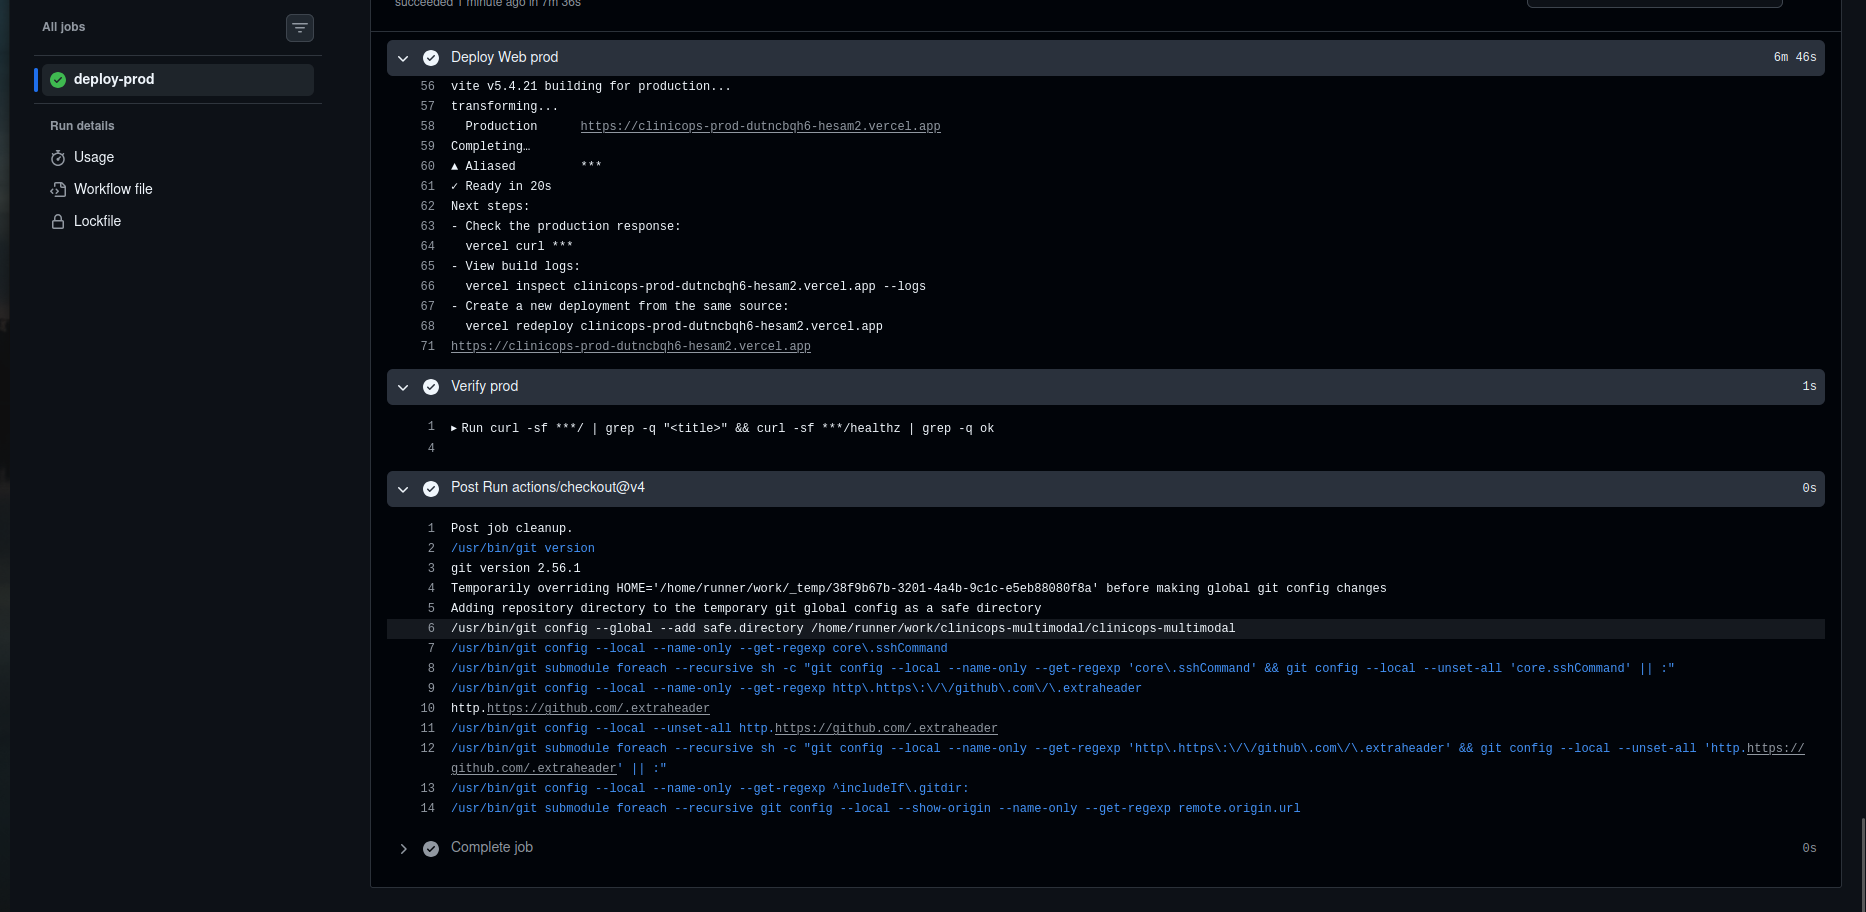 All jobs
deploy-prod
Run details
Usage
Workflow file
Lockfile
succeeded 1 minute ago in 7m 36s
Deploy Web prod 6m 46s
56 vite v5.4.21 building for production...
57 transforming...
58 Production https://clinicops-prod-dutncbqh6-hesam2.vercel.app
59 Completing…
60 ▲ Aliased ***
61 ✓ Ready in 20s
62 Next steps:
63 - Check the production response:
64 vercel curl ***
65 - View build logs:
66 vercel inspect clinicops-prod-dutncbqh6-hesam2.vercel.app --logs
67 - Create a new deployment from the same source:
68 vercel redeploy clinicops-prod-dutncbqh6-hesam2.vercel.app
71 https://clinicops-prod-dutncbqh6-hesam2.vercel.app
Verify prod 1s
1 ▸ Run curl -sf ***/ | grep -q "<title>" && curl -sf ***/healthz | grep -q ok
4
Post Run actions/checkout@v4 0s
1 Post job cleanup.
2 /usr/bin/git version
3 git version 2.56.1
4 Temporarily overriding HOME='/home/runner/work/_temp/38f9b67b-3201-4a4b-9c1c-e5eb88080f8a' before making global git config changes
5 Adding repository directory to the temporary git global config as a safe directory
6 /usr/bin/git config --global --add safe.directory /home/runner/work/clinicops-multimodal/clinicops-multimodal
7 /usr/bin/git config --local --name-only --get-regexp core\.sshCommand
8 /usr/bin/git submodule foreach --recursive sh -c "git config --local --name-only --get-regexp 'core\.sshCommand' && git config --local --unset-all 'core.sshCommand' || :"
9 /usr/bin/git config --local --name-only --get-regexp http\.https\:\/\/github\.com\/\.extraheader
10 http.https://github.com/.extraheader
11 /usr/bin/git config --local --unset-all http.https://github.com/.extraheader
12 /usr/bin/git submodule foreach --recursive sh -c "git config --local --name-only --get-regexp 'http\.https\:\/\/github\.com\/\.extraheader' && git config --local --unset-all 'http.https://
github.com/.extraheader' || :"
13 /usr/bin/git config --local --name-only --get-regexp ^includeIf\.gitdir:
14 /usr/bin/git submodule foreach --recursive git config --local --show-origin --name-only --get-regexp remote.origin.url
Complete job 0s